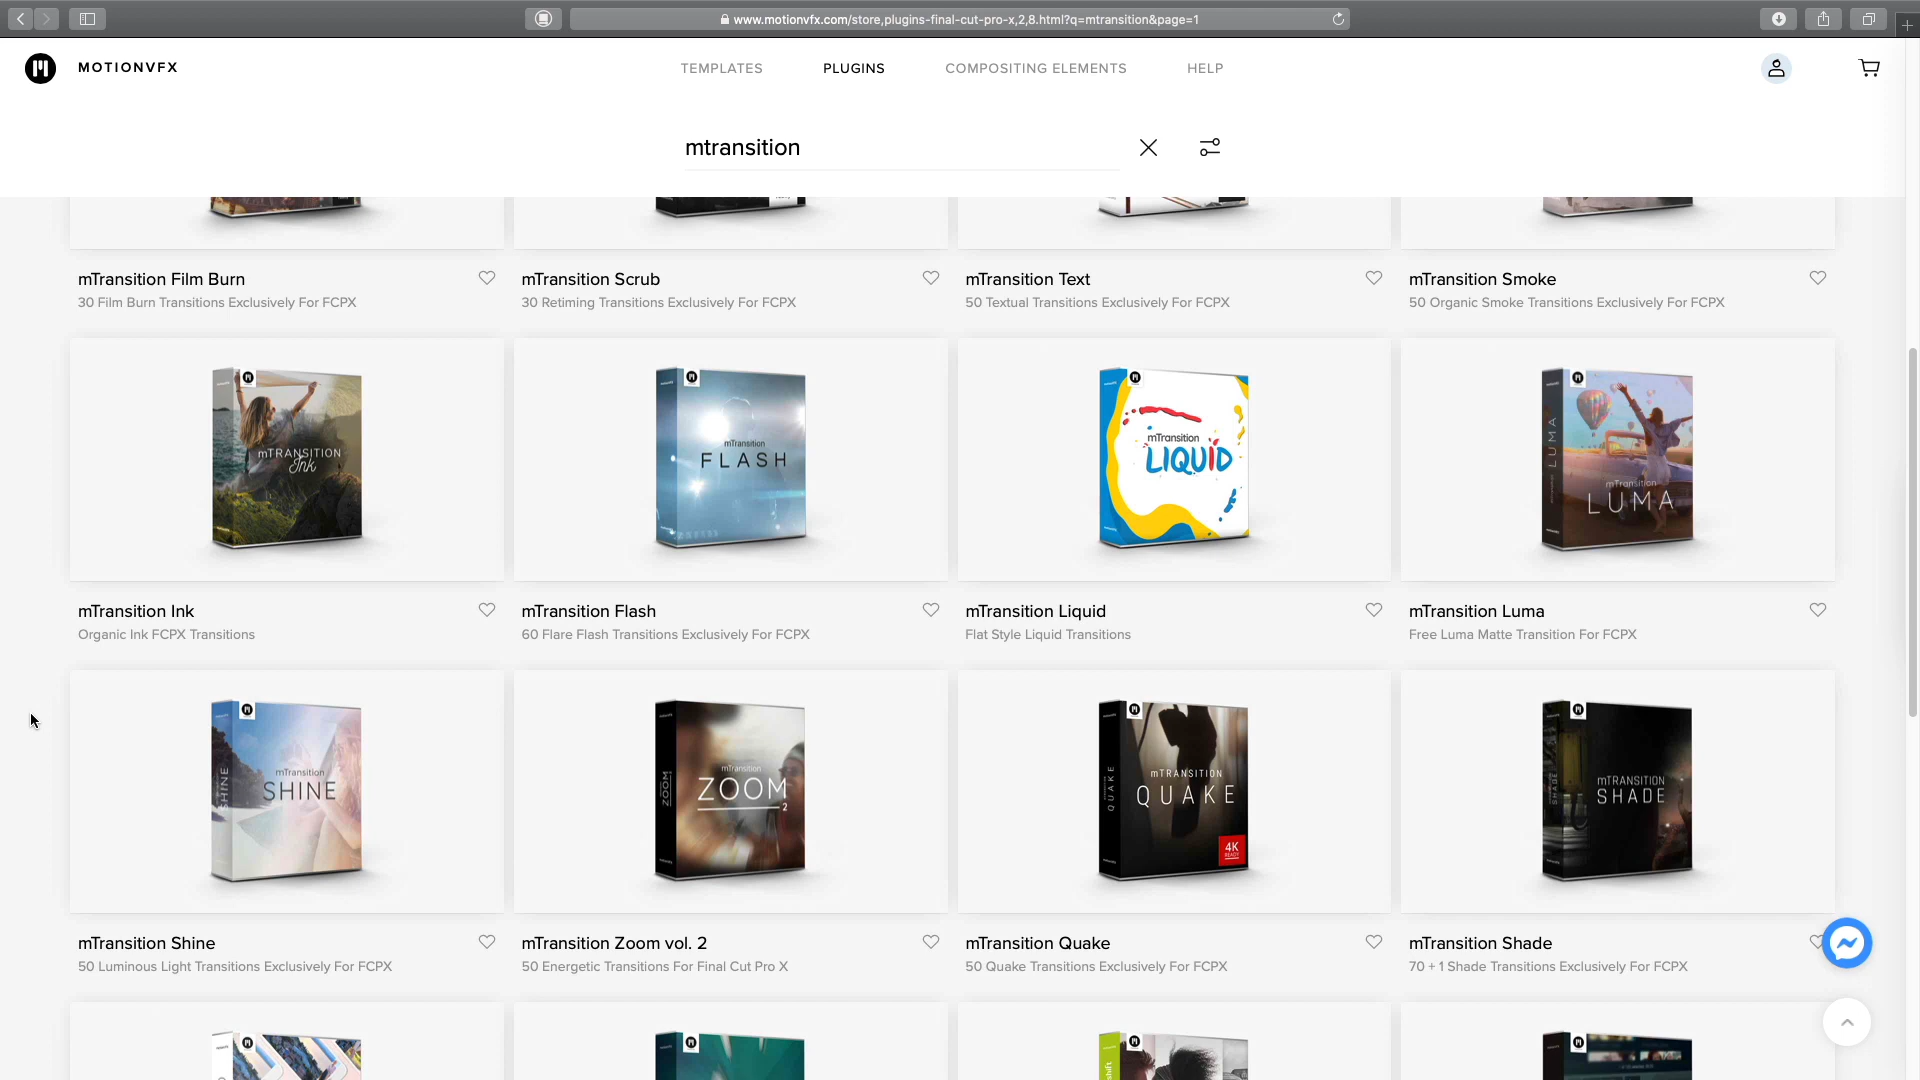 www.motionvfx.com/store,plugins-final-cut-pro-x,2,8.html?q=mtransition&page=1
MOTIONVFX
TEMPLATES
PLUGINS
COMPOSITING ELEMENTS
HELP
mtransition
mTransition Film Burn
30 Film Burn Transitions Exclusively For FCPX
mTransition Scrub
30 Retiming Transitions Exclusively For FCPX
mTransition Text
50 Textual Transitions Exclusively For FCPX
mTransition Smoke
50 Organic Smoke Transitions Exclusively For FCPX
mTRANSITION
Ink
mTransition
FLASH
mTransition
LIQUID
LUMA
mTransition
LUMA
mTransition Ink
Organic Ink FCPX Transitions
mTransition Flash
60 Flare Flash Transitions Exclusively For FCPX
mTransition Liquid
Flat Style Liquid Transitions
mTransition Luma
Free Luma Matte Transition For FCPX
SHINE
mTransition
SHINE
ZOOM
mTransition
ZOOM
2
QUAKE
mTRANSITION
QUAKE
4K
READY
SHADE
mTRANSITION
SHADE
mTransition Shine
50 Luminous Light Transitions Exclusively For FCPX
mTransition Zoom vol. 2
50 Energetic Transitions For Final Cut Pro X
mTransition Quake
50 Quake Transitions Exclusively For FCPX
mTransition Shade
70 + 1 Shade Transitions Exclusively For FCPX
shift